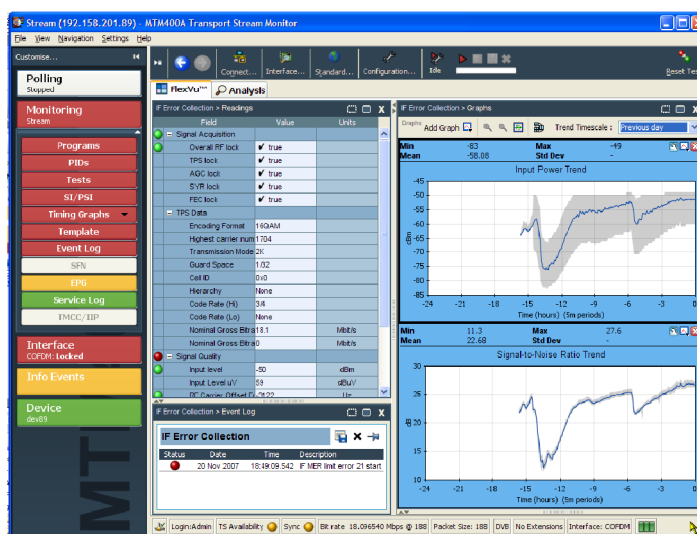 Stream (192.158.201.89) - MTM400A Transport Stream Monitor
File View Navigation Settings Help
Customise...
Polling
Stopped
Monitoring
Stream
Programs
PIDs
Tests
SI/PSI
Timing Graphs
Template
Event Log
SFN
EPG
Service Log
TMCC/IIP
Interface
COFDM: Locked
Info Events
Device
dev89
MTM
Connect... Interface... Standard... Configuration... Idle Reset Tes
FlexVu™ Analysis
IF Error Collection > Readings
Field Value Units
Signal Acquisition
Overall RF lock true
TPS lock true
AGC lock true
SYR lock true
FEC lock true
TPS Data
Encoding Format 16QAM
Highest carrier num 1704
Transmission Mode 2K
Guard Space 1/32
Cell ID 0x0
Hierarchy None
Code Rate (Hi) 3/4
Code Rate (Lo) None
Nominal Gross Bitra 18.1 Mbit/s
Nominal Gross Bitra 0 Mbit/s
Signal Quality
Input level -50 dBm
Input Level uV 59 dBuV
IF Error Collection > Event Log
IF Error Collection
Status Date Time Description
20 Nov 2007 18:49:09.542 IF MER limit error 21 start
IF Error Collection > Graphs
Graphs Add Graph Trend Timescale : Previous day
Min -83 Max -49
Mean -58.08 Std Dev -
Input Power Trend
dBm
-45
-50
-55
-60
-65
-70
-75
-80
-85
-24 -21 -18 -15 -12 -9 -6 -3 0
Time (hours) (5m periods)
Min 11.3 Max 27.6
Mean 22.68 Std Dev -
Signal-to-Noise Ratio Trend
dB
30
25
20
15
10
-24 -21 -18 -15 -12 -9 -6 -3 0
Time (hours) (5m periods)
Login:Admin TS Availability Sync Bit rate 18.096540 Mbps @ 188 Packet Size: 188 DVB No Extensions Interface: COFDM